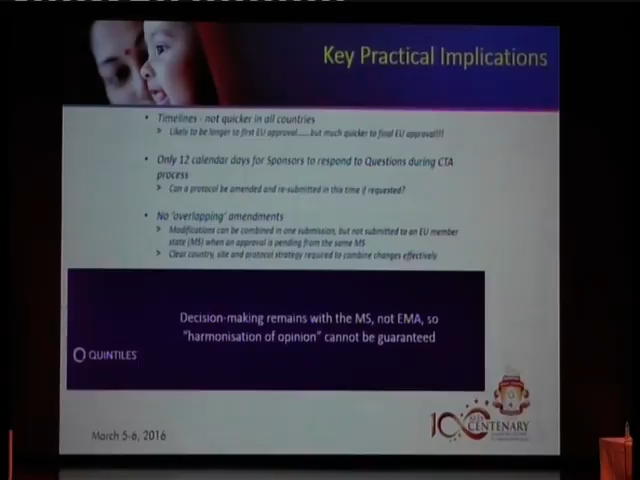 Key Practical Implications
• Timelines - not quicker in all countries
➤ Likely to be longer to first EU approval......but much quicker to final EU approval!!!
• Only 12 calendar days for Sponsors to respond to Questions during CTA
process
➤ Can a protocol be amended and re-submitted in this time if requested?
• No 'overlapping' amendments
➤ Modifications can be combined in one submission, but not submitted to an EU member
state (MS) when an approval is pending from the same MS
➤ Clear country, site and protocol strategy required to combine changes effectively
Decision-making remains with the MS, not EMA, so
"harmonisation of opinion" cannot be guaranteed
QUINTILES
CENTENARY
March 5-6, 2016